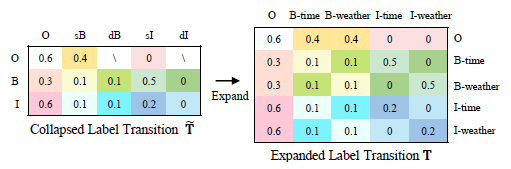 O sB dB sI dI
O 0.6 0.4 \ 0 \
B 0.3 0.1 0.1 0.5 0
I 0.6 0.1 0.1 0.2 0
Collapsed Label Transition T̃
Expand
O B-time B-weather I-time I-weather
0.6 0.4 0.4 0 0 O
0.3 0.1 0.1 0.5 0 B-time
0.3 0.1 0.1 0 0.5 B-weather
0.6 0.1 0.1 0.2 0 I-time
0.6 0.1 0.1 0 0.2 I-weather
Expanded Label Transition T